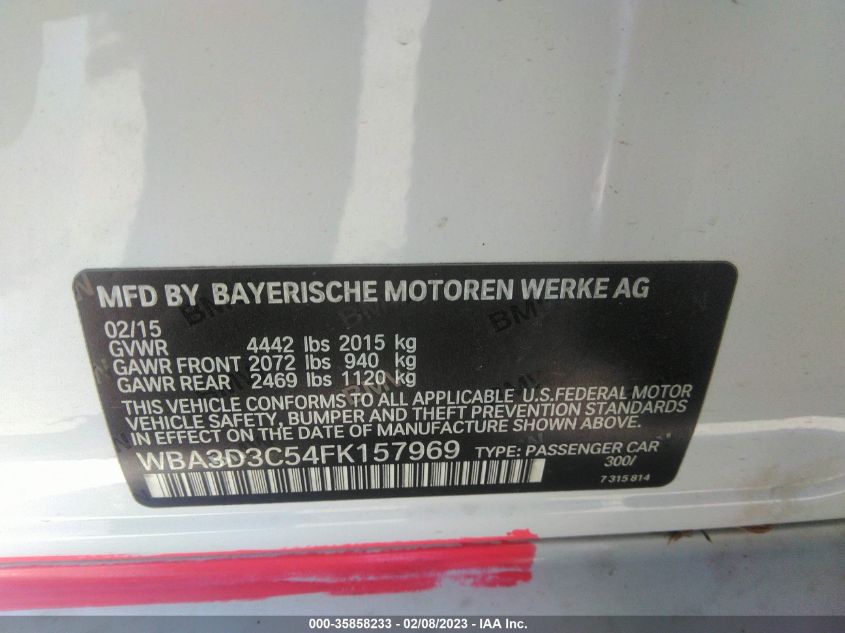 MFD BY BAYERISCHE MOTOREN WERKE AG
02/15
GVWR 4442 lbs 2015 kg
GAWR FRONT 2072 lbs 940 kg
GAWR REAR 2469 lbs 1120 kg
THIS VEHICLE CONFORMS TO ALL APPLICABLE U.S.FEDERAL MOTOR
VEHICLE SAFETY, BUMPER AND THEFT PREVENTION STANDARDS
IN EFFECT ON THE DATE OF MANUFACTURE SHOWN ABOVE.
WBA3D3C54FK157969 TYPE: PASSENGER CAR
300/
7 315 814
000-35858233 - 02/08/2023 - IAA Inc.